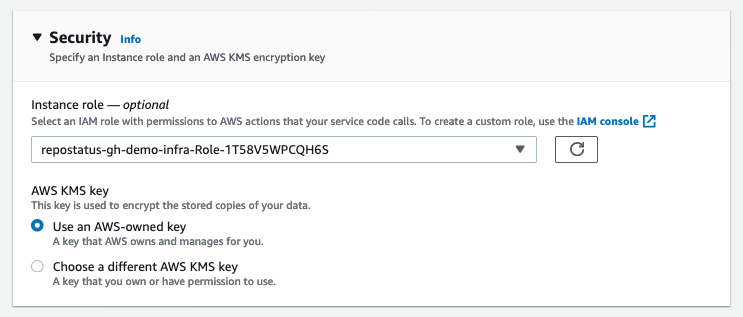 Security Info
Specify an Instance role and an AWS KMS encryption key
Instance role — optional
Select an IAM role with permissions to AWS actions that your service code calls. To create a custom role, use the IAM console
repostatus-gh-demo-infra-Role-1T58V5WPCQH6S
AWS KMS key
This key is used to encrypt the stored copies of your data.
Use an AWS-owned key
A key that AWS owns and manages for you.
Choose a different AWS KMS key
A key that you own or have permission to use.